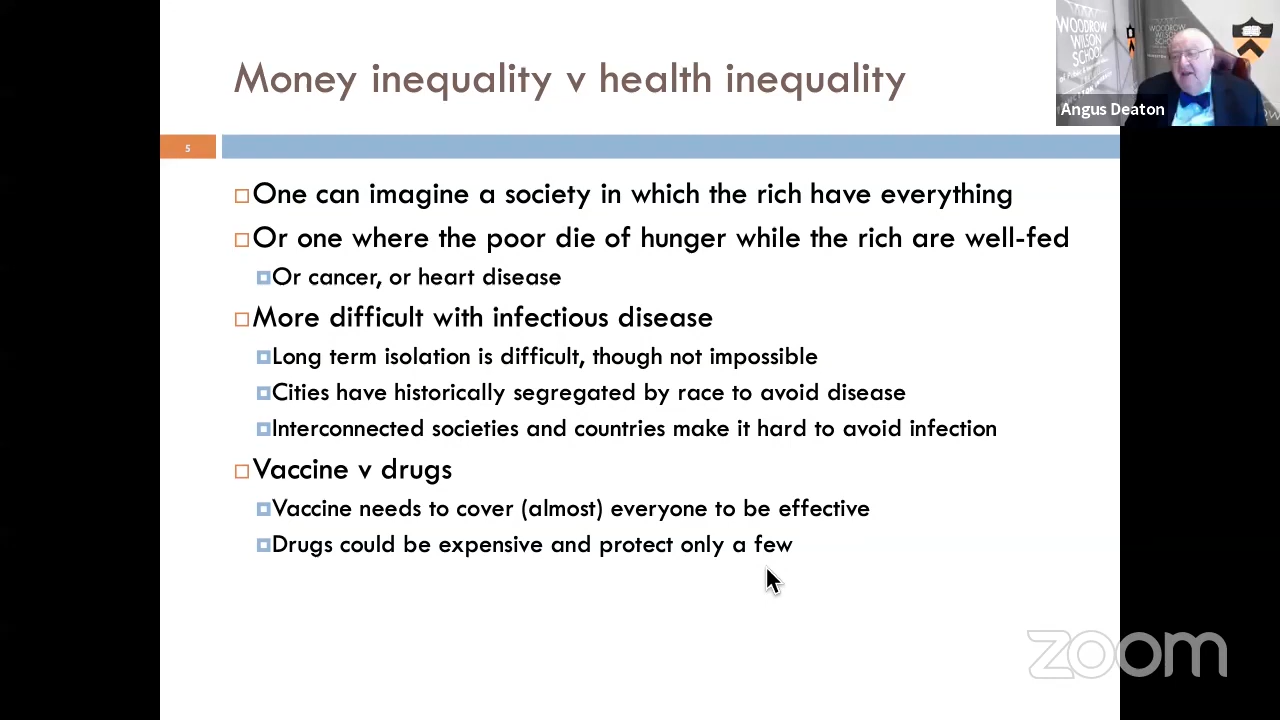 Money inequality v health inequality
5
One can imagine a society in which the rich have everything
Or one where the poor die of hunger while the rich are well-fed
Or cancer, or heart disease
More difficult with infectious disease
Long term isolation is difficult, though not impossible
Cities have historically segregated by race to avoid disease
Interconnected societies and countries make it hard to avoid infection
Vaccine v drugs
Vaccine needs to cover (almost) everyone to be effective
Drugs could be expensive and protect only a few
WOODROW
WILSON
SCHOOL
Angus Deaton
zoom